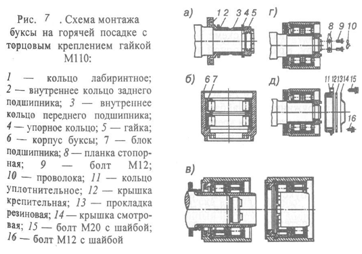 Рис. 7 . Схема монтажа
буксы на горячей посадке с
торцовым креплением гайкой
М110:
1 — кольцо лабиринтное;
2 — внутреннее кольцо заднего
подшипника; 3 — внутреннее
кольцо переднего подшипника;
4 — упорное кольцо; 5 — гайка;
6 — корпус буксы; 7 — блок
подшипника; 8 — планка стопор-
ная; 9 — болт М12;
10 — проволока; 11 — кольцо
уплотнительное; 12 — крышка
крепительная; 13 — прокладка
резиновая; 14 — крышка смотро-
вая; 15 — болт М20 с шайбой;
16 — болт М12 с шайбой
а) 1 2 3 4 5
г) 8 9 10
б) 6 7
д) 11 12 13 14 15
16
в)